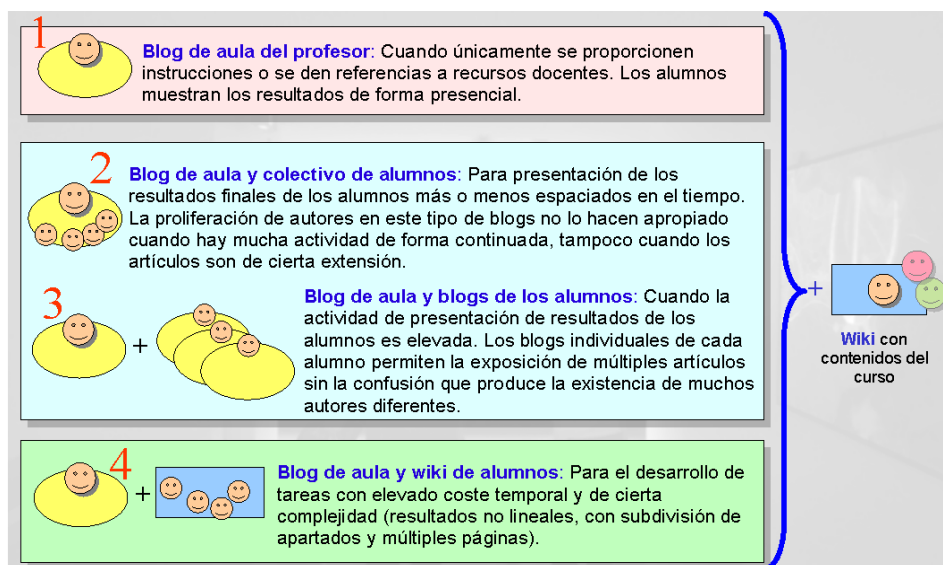 1
Blog de aula del profesor: Cuando únicamente se proporcionen
instrucciones o se den referencias a recursos docentes. Los alumnos
muestran los resultados de forma presencial.
2
Blog de aula y colectivo de alumnos: Para presentación de los
resultados finales de los alumnos más o menos espaciados en el tiempo.
La proliferación de autores en este tipo de blogs no lo hacen apropiado
cuando hay mucha actividad de forma continuada, tampoco cuando los
artículos son de cierta extensión.
3
+
Blog de aula y blogs de los alumnos: Cuando la
actividad de presentación de resultados de los
alumnos es elevada. Los blogs individuales de cada
alumno permiten la exposición de múltiples artículos
sin la confusión que produce la existencia de muchos
autores diferentes.
4
+
Blog de aula y wiki de alumnos: Para el desarrollo de
tareas con elevado coste temporal y de cierta
complejidad (resultados no lineales, con subdivisión de
apartados y múltiples páginas).
+
Wiki con
contenidos del
curso